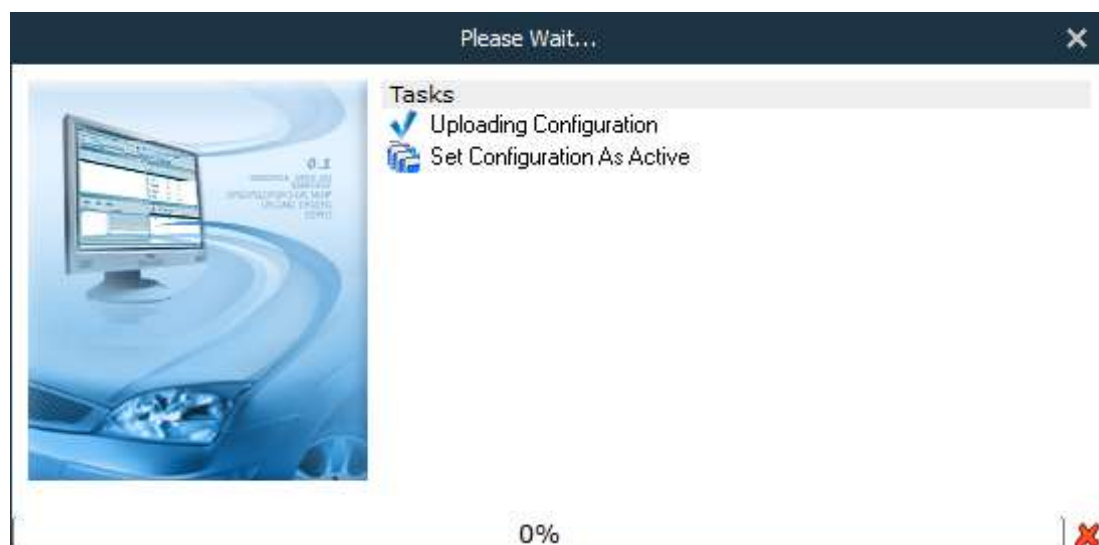 Please Wait...
Tasks
Uploading Configuration
Set Configuration As Active
0%